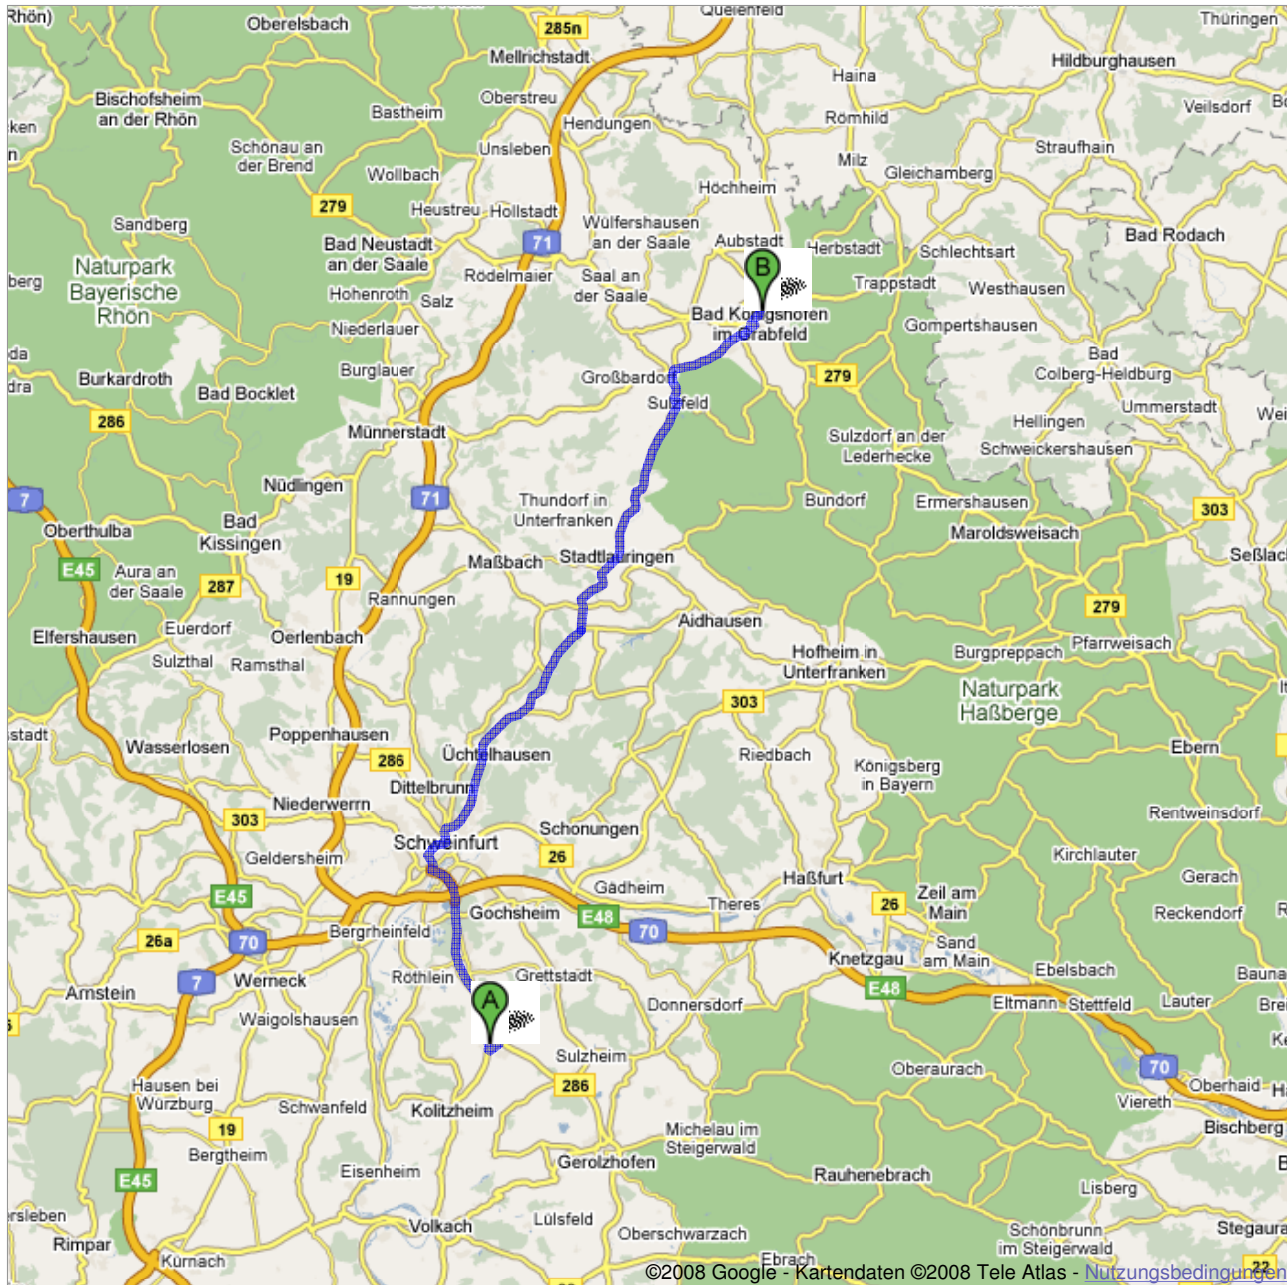 Rhön)
Oberelsbach
285n
Queienfeld
Thüringen
Mellrichstadt
Hildburghausen
Bischofsheim
an der Rhön
Oberstreu
Haina
Bastheim
Hendungen
Römhild
Veilsdorf
Schönau an
der Brend
Unsleben
Milz
Straufhain
Wollbach
Gleichamberg
279
Höchheim
Heustreu
Hollstadt
Sandberg
Wülfershausen
an der Saale
Bad Neustadt
an der Saale
71
Aubstadt
Herbstadt
Schlechtsart
Bad Rodach
Naturpark
Bayerische
Rhön
Rödelmaier
Saal an
der Saale
B
Trappstadt
Westhausen
berg
Hohenroth
Salz
Bad Königshofen
im Grabfeld
Niederlauer
Gompertshausen
Burglauer
Bad
Colberg-Heldburg
Burkardroth
Bad Bocklet
Großbardorf
279
Sulzfeld
Ummerstadt
286
Hellingen
Münnerstadt
Sulzdorf an der
Lederhecke
Schweickershausen
Nüdlingen
7
71
Thundorf in
Unterfranken
Bundorf
Ermershausen
303
Oberthulba
Bad
Kissingen
Maroldsweisach
Stadtlauringen
Maßbach
E45
Aura an
der Saale
287
19
Rannungen
279
Aidhausen
Elfershausen
Euerdorf
Oerlenbach
Pfarrweisach
Sulzthal
Ramsthal
Hofheim in
Unterfranken
Burgpreppach
303
Naturpark
Haßberge
Wasserlosen
Poppenhausen
Üchtelhausen
Riedbach
Ebern
286
Königsberg
in Bayern
Dittelbrunn
Niederwerrn
303
Schonungen
Rentweinsdorf
Schweinfurt
26
Geldersheim
Kirchlauter
Haßfurt
Gerach
E45
Gädheim
Zeil am
Main
Theres
26
Gochsheim
E48
Reckendorf
26a
70
Bergrheinfeld
70
Sand
am Main
Knetzgau
7
Werneck
Röthlein
Grettstadt
Ebelsbach
Arnstein
A
Donnersdorf
E48
Eltmann
Stettfeld
Lauter
Waigolshausen
Sulzheim
Oberaurach
70
Oberhaid
Hausen bei
Würzburg
286
Schwanfeld
Kolitzheim
Viereth
19
Michelau im
Steigerwald
Bischberg
Bergtheim
Gerolzhofen
E45
Eisenheim
Rauhenebrach
Lisberg
Volkach
Lülsfeld
Oberschwarzach
Schönbrunn
im Steigerwald
Rimpar
Kürnach
Ebrach
22
©2008 Google - Kartendaten ©2008 Tele Atlas - Nutzungsbedingungen